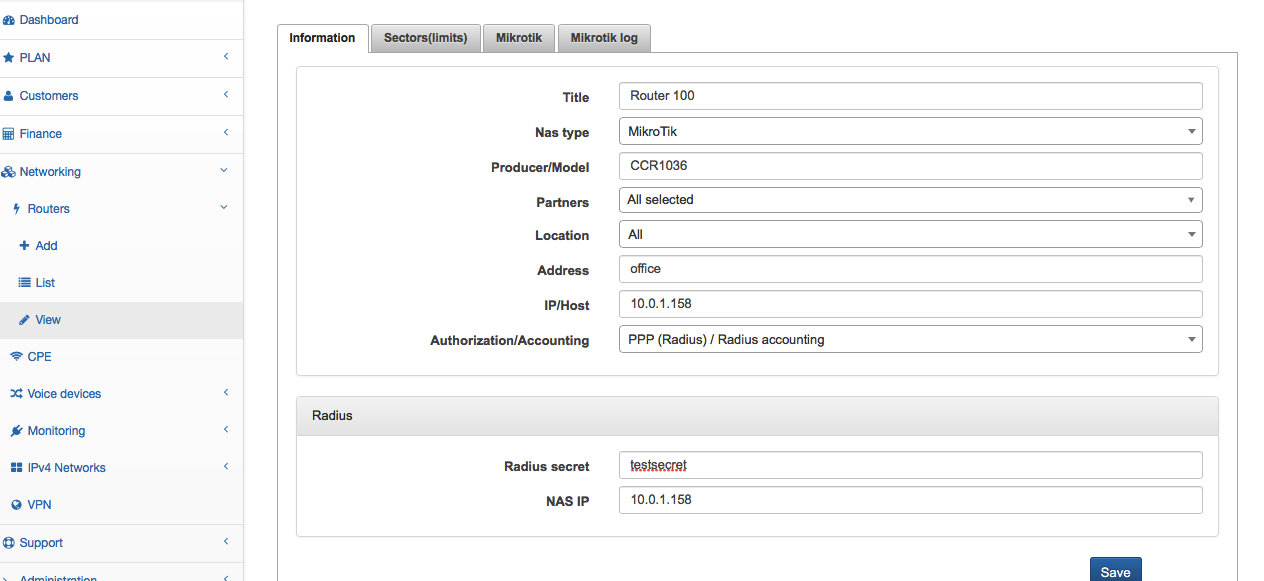 Dashboard
PLAN
Customers
Finance
Networking
Routers
Add
List
View
CPE
Voice devices
Monitoring
IPv4 Networks
VPN
Support
Administration
Information
Sectors(limits)
Mikrotik
Mikrotik log
Title Router 100
Nas type MikroTik
Producer/Model CCR1036
Partners All selected
Location All
Address office
IP/Host 10.0.1.158
Authorization/Accounting PPP (Radius) / Radius accounting
Radius
Radius secret testsecret
NAS IP 10.0.1.158
Save